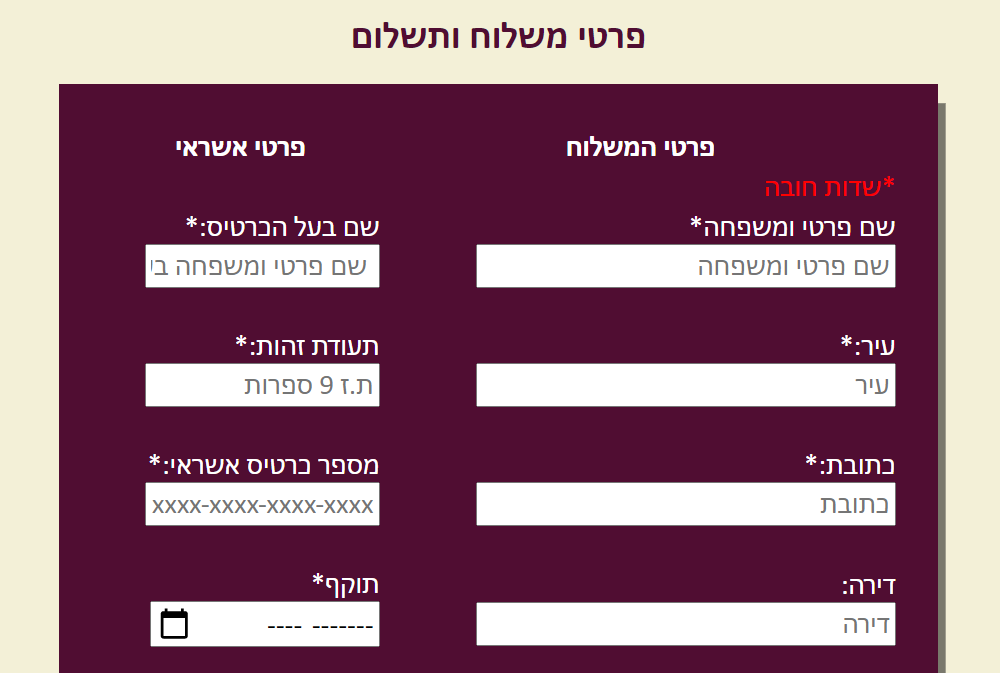 פרטי משלוח ותשלום
פרטי המשלוח
*שדות חובה
שם פרטי ומשפחה*
שם פרטי ומשפחה
עיר:*
עיר
כתובת:*
כתובת
דירה:
דירה
פרטי אשראי
שם בעל הכרטיס:*
שם פרטי ומשפחה
תעודת זהות:*
ת.ז 9 ספרות
מספר כרטיס אשראי:*
xxxx-xxxx-xxxx-xxxx
תוקף*
------- ----